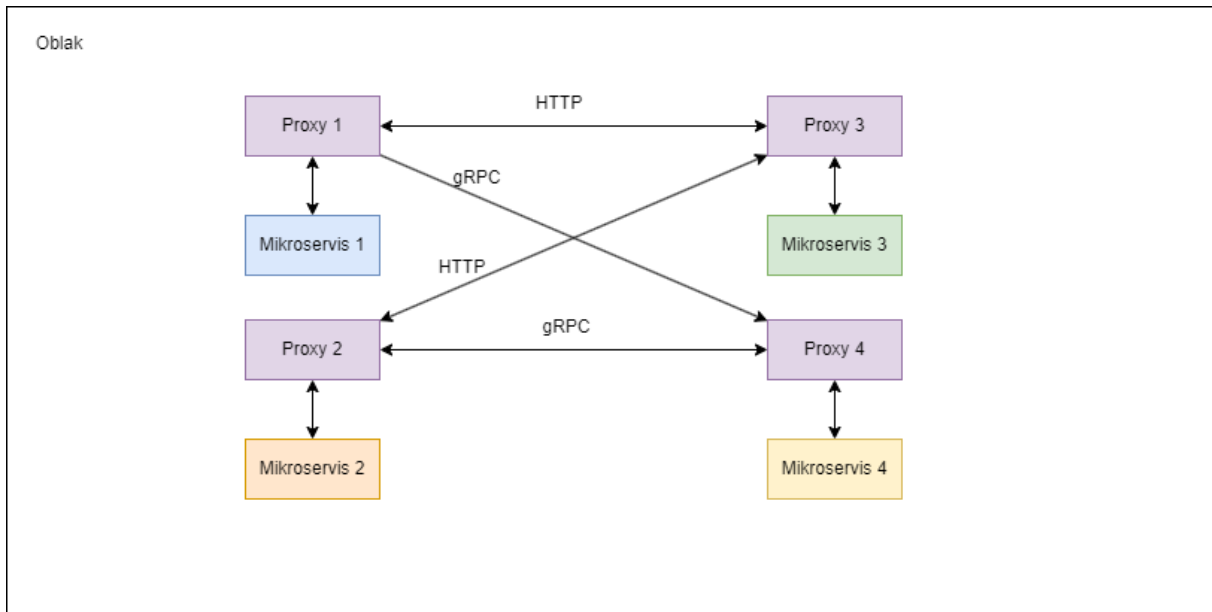 Oblak
HTTP
Proxy 1
Proxy 3
gRPC
Mikroservis 1
Mikroservis 3
HTTP
gRPC
Proxy 2
Proxy 4
Mikroservis 2
Mikroservis 4